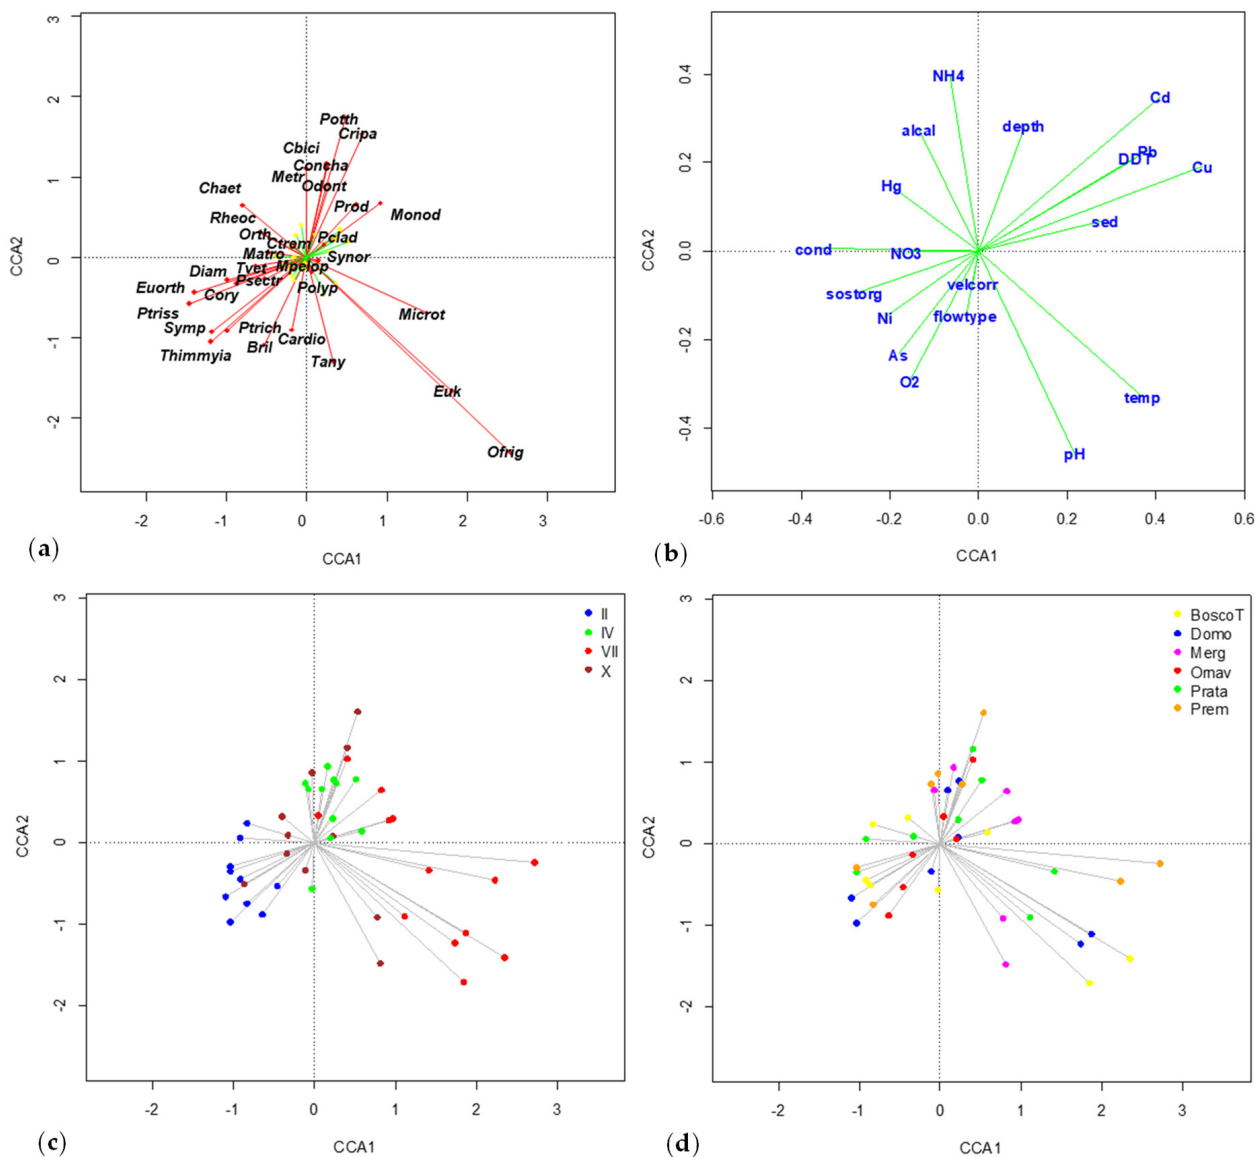 3
2
1
0
-1
-2
CCA2
Potth
Cripa
Cbici
Concha
Metr
Odont
Chaet
Prod
Rheoc
Monod
Orth
Pclad
Ctrem
Matro
Synor
Diam
Tvet
Mpelop
Euorth
Psectr
Polyp
Cory
Ptriss
Microt
Symp
Ptrich
Cardio
Thimmyia
Bril
Tany
Euk
Ofrig
-2
-1
0
1
2
3
CCA1
(a)
0.4
0.2
0.0
-0.2
-0.4
CCA2
NH4
Cd
alcal
depth
Pb
DDT
Cu
Hg
sed
cond
NO3
velcorr
sostorg
Ni
flowtype
As
O2
temp
pH
-0.6
-0.4
-0.2
0.0
0.2
0.4
0.6
CCA1
(b)
3
2
1
0
-1
-2
CCA2
II
IV
VII
X
-2
-1
0
1
2
3
CCA1
(c)
3
2
1
0
-1
-2
CCA2
BoscoT
Domo
Merg
Omav
Prata
Prem
-2
-1
0
1
2
3
CCA1
(d)